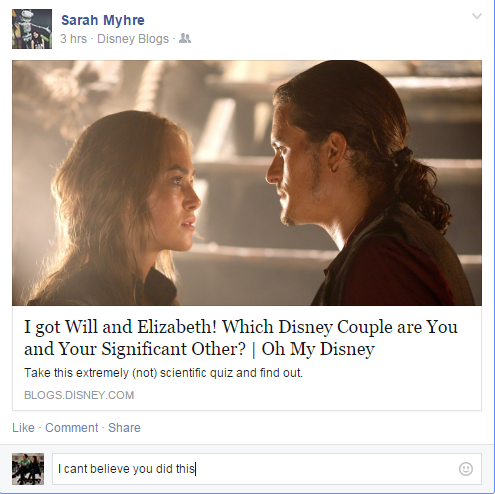 Sarah Myhre
3 hrs · Disney Blogs ·
I got Will and Elizabeth! Which Disney Couple are You
and Your Significant Other? | Oh My Disney
Take this extremely (not) scientific quiz and find out.
BLOGS.DISNEY.COM
Like · Comment · Share
I cant believe you did this